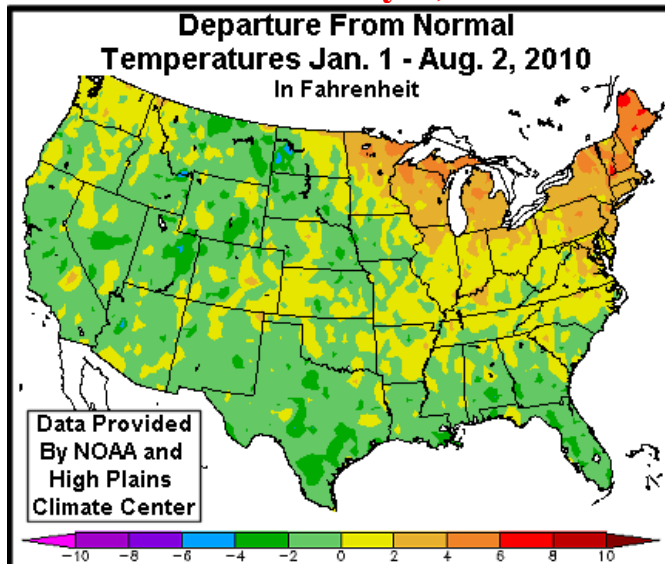 Departure From Normal
Temperatures Jan. 1 - Aug. 2, 2010
In Fahrenheit
Data Provided
By NOAA and
High Plains
Climate Center
-10 -8 -6 -4 -2 0 2 4 6 8 10